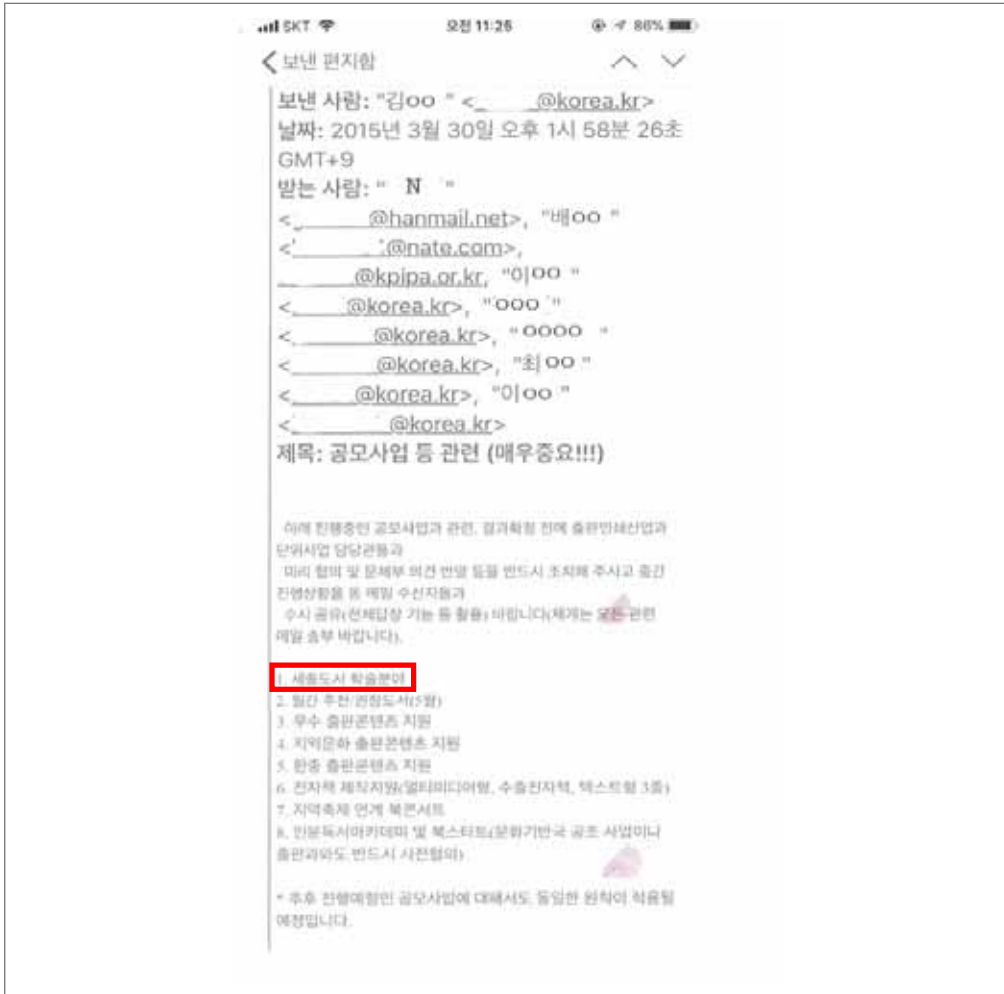 SKT 오전 11:26 86%
보낸 편지함
보낸 사람: "김oo " <_ _@korea.kr>
날짜: 2015년 3월 30일 오후 1시 58분 26초
GMT+9
받는 사람: " N "
<_ @hanmail.net>, "배oo "
<' .@nate.com>,
@kpipa.or.kr, "이oo "
<_ @korea.kr>, "ooo "
<_ @korea.kr>, "oooo "
<_ @korea.kr>, "최oo "
<_ @korea.kr>, "이oo "
<_ @korea.kr>
제목: 공모사업 등 관련 (매우중요!!!)
아래 진행중인 공모사업과 관련, 결과확정 전에 출판인쇄산업과
단위사업 담당관들과
미리 협의 및 문체부 의견 반영 등을 반드시 조치해 주시고 중간
진행상황을 동 메일 수신자들과
수시 공유(전체답장 기능 등 활용) 바랍니다(제게는 모든 관련
메일 송부 바랍니다).
1. 세종도서 학술분야
2. 월간 추천/권장도서(5월)
3. 우수 출판콘텐츠 지원
4. 지역문화 출판콘텐츠 지원
5. 한중 출판콘텐츠 지원
6. 전자책 제작지원(멀티미디어형, 수출전자책, 텍스트형 3종)
7. 지역축제 연계 북콘서트
8. 인문독서아카데미 및 북스타트(문화기반국 공조 사업이나
출판과와도 반드시 사전협의)
* 추후 진행예정인 공모사업에 대해서도 동일한 원칙이 적용될
예정입니다.